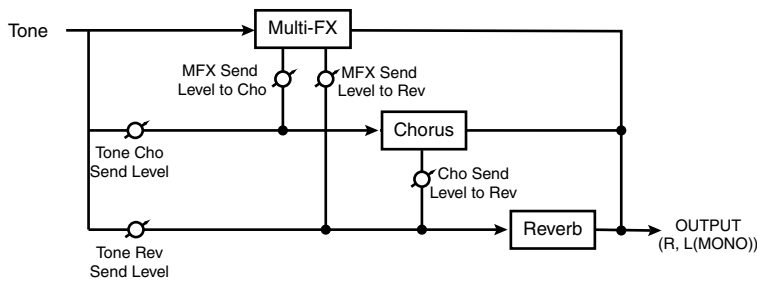 Tone
Multi-FX
MFX Send
Level to Cho
MFX Send
Level to Rev
Chorus
Tone Cho
Send Level
Cho Send
Level to Rev
Tone Rev
Send Level
Reverb
OUTPUT
(R, L(MONO))